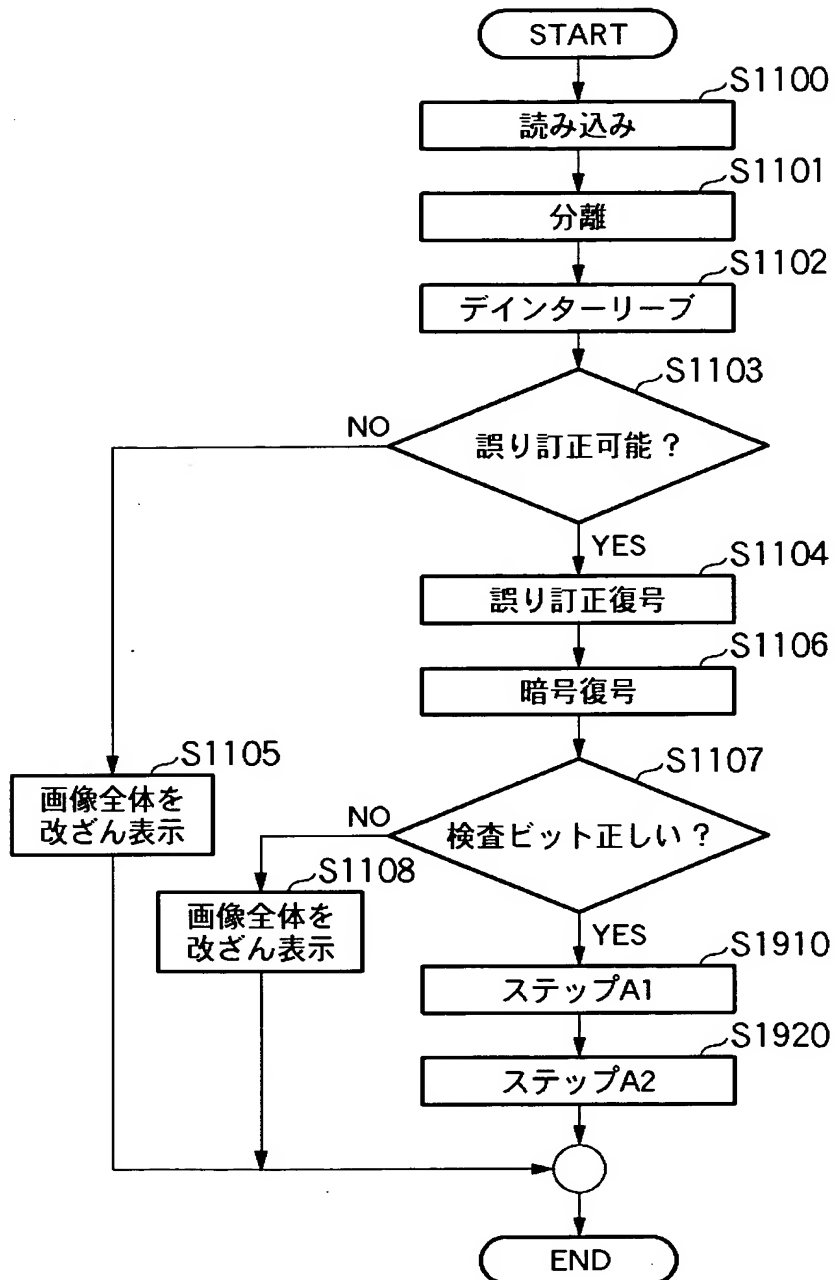 START
S1100
読み込み
S1101
分離
S1102
デインターリーブ
S1103
NO
誤り訂正可能？
YES
S1104
誤り訂正復号
S1106
暗号復号
S1105
画像全体を
改ざん表示
S1107
NO
検査ビット正しい？
S1108
画像全体を
改ざん表示
YES
S1910
ステップA1
S1920
ステップA2
END